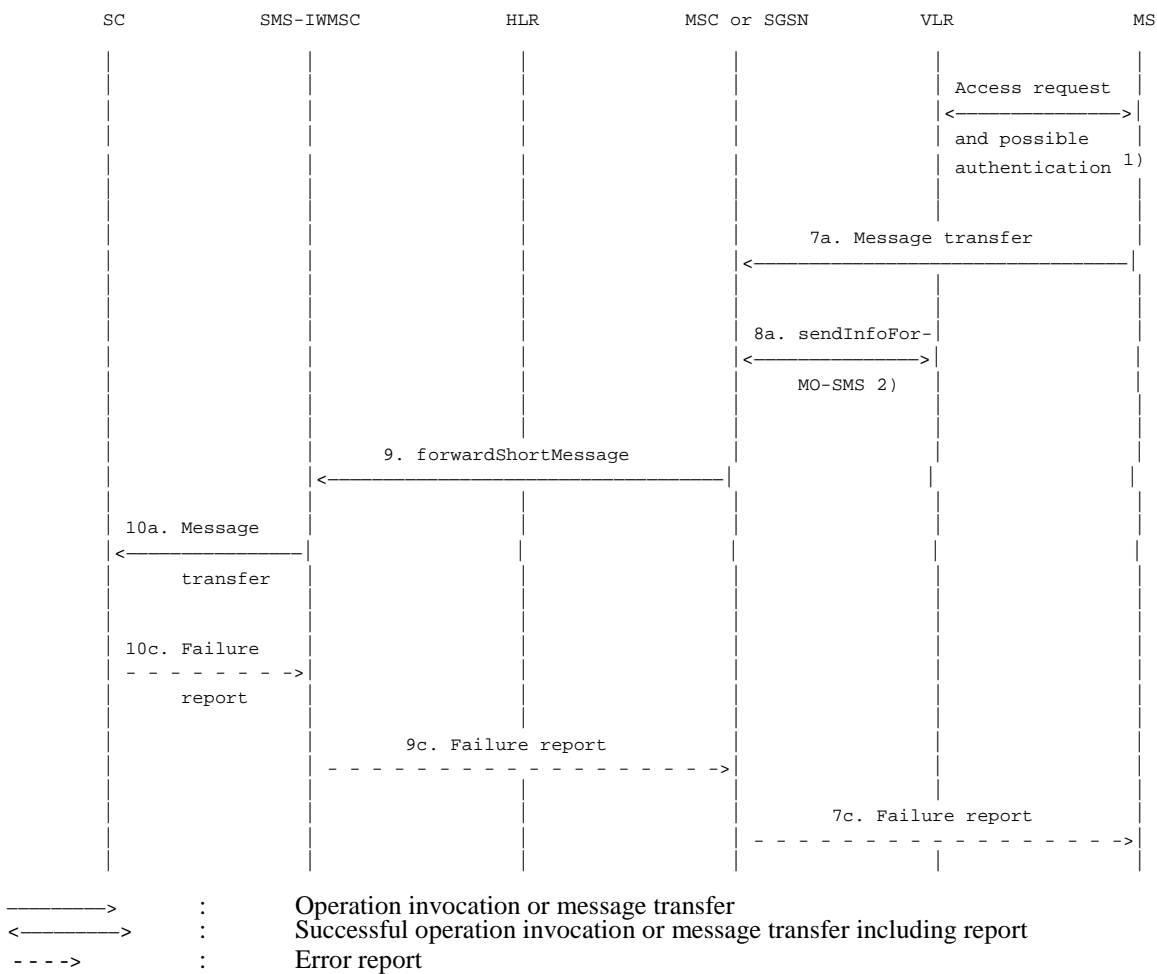 SC SMS-IWMSC HLR MSC or SGSN VLR MS
Access request
and possible
authentication 1)
7a. Message transfer
8a. sendInfoFor-
MO-SMS 2)
9. forwardShortMessage
10a. Message
transfer
10c. Failure
report
9c. Failure report
7c. Failure report
: Operation invocation or message transfer
: Successful operation invocation or message transfer including report
: Error report